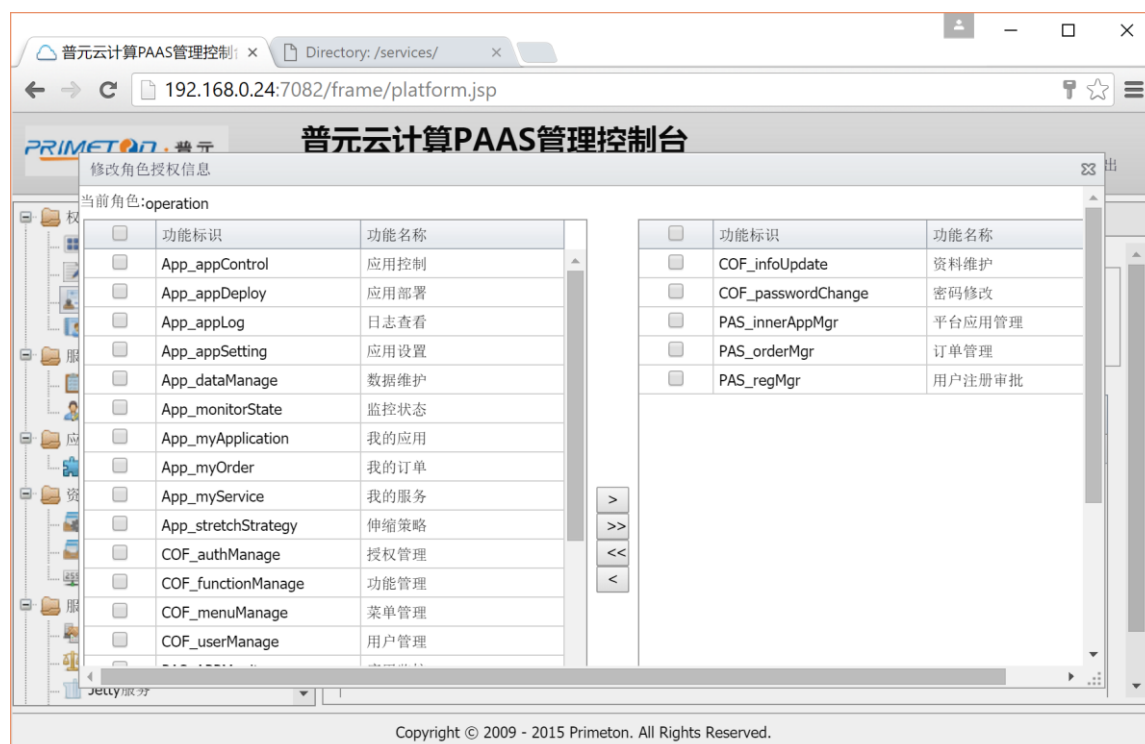 普元云计算PAAS管理控制 Directory: /services/
192.168.0.24:7082/frame/platform.jsp
PRIMETON 普元 普元云计算PAAS管理控制台
修改角色授权信息 出
当前角色:operation
权
功能标识 功能名称 功能标识 功能名称
App_appControl 应用控制 COF_infoUpdate 资料维护
App_appDeploy 应用部署 COF_passwordChange 密码修改
App_appLog 日志查看 PAS_innerAppMgr 平台应用管理
服 App_appSetting 应用设置 PAS_orderMgr 订单管理
App_dataManage 数据维护 PAS_regMgr 用户注册审批
App_monitorState 监控状态
应 App_myApplication 我的应用
App_myOrder 我的订单
资 App_myService 我的服务 >
App_stretchStrategy 伸缩策略 >>
COF_authManage 授权管理 <<
COF_functionManage 功能管理 <
服 COF_menuManage 菜单管理
COF_userManage 用户管理
Jetty服务
Copyright © 2009 - 2015 Primeton. All Rights Reserved.